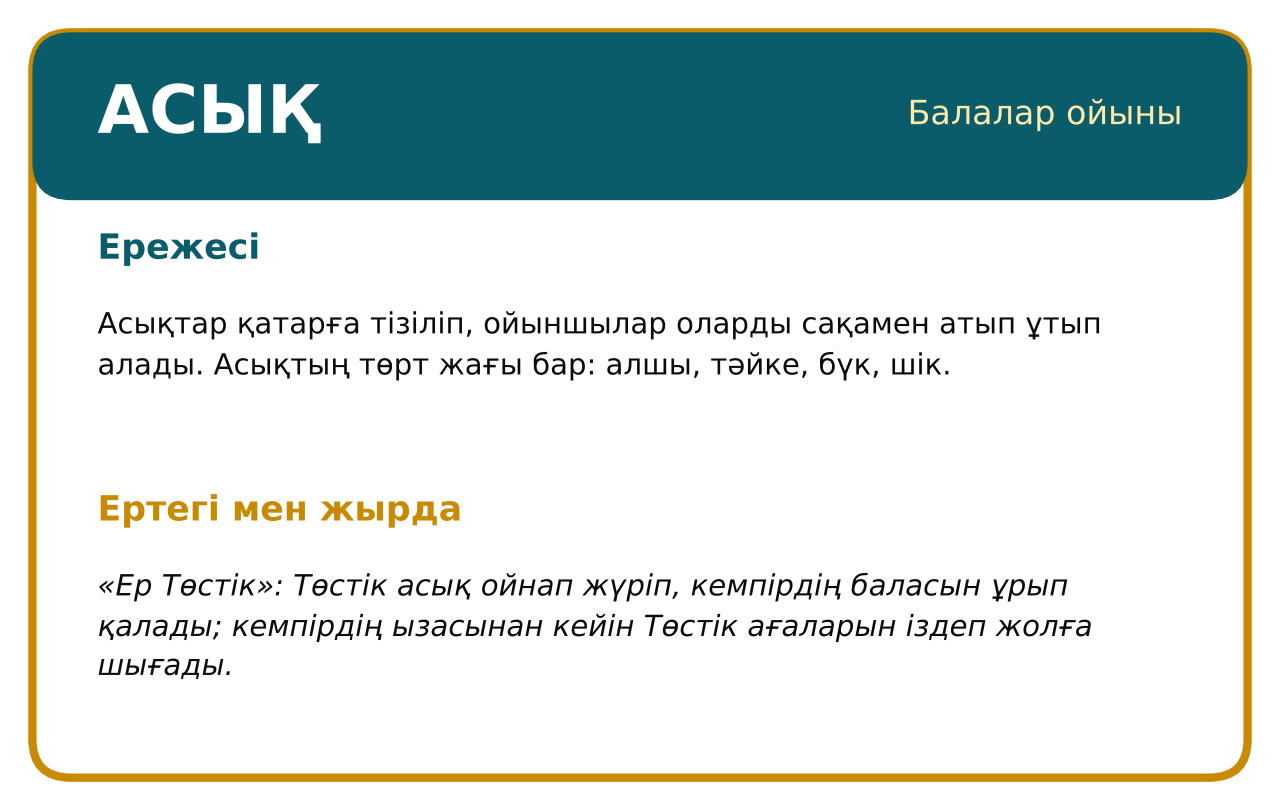 АСЫҚ
Балалар ойыны
Ережесі
Асықтар қатарға тізіліп, ойыншылар оларды сақамен атып ұтып
алады. Асықтың төрт жағы бар: алшы, тәйке, бүк, шік.
Ертегі мен жырда
«Ер Төстік»: Төстік асық ойнап жүріп, кемпірдің баласын ұрып
қалады; кемпірдің ызасынан кейін Төстік ағаларын іздеп жолға
шығады.